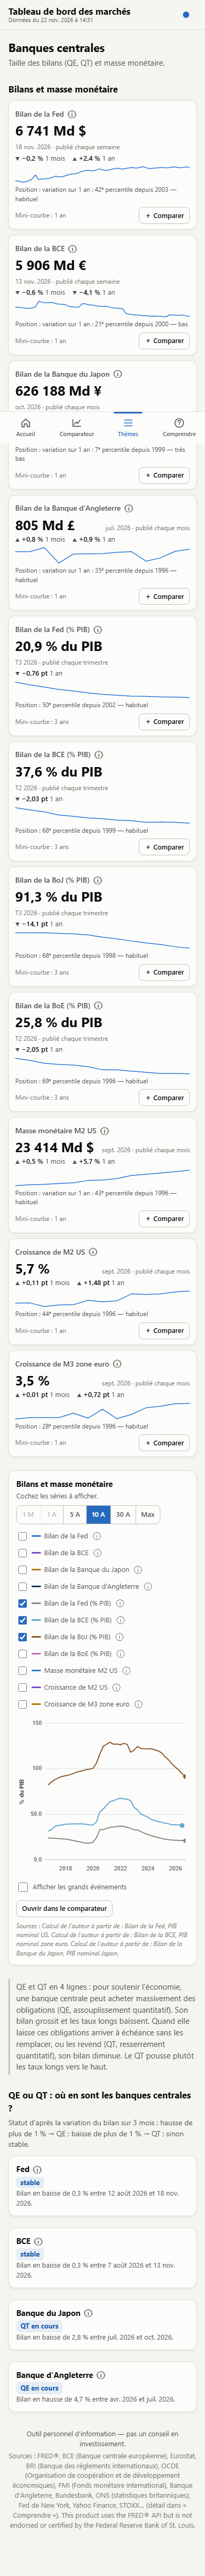 Tableau de bord des marchés
Données du 22 nov. 2026 à 14:31
Banques centrales
Taille des bilans (QE, QT) et masse monétaire.
Bilans et masse monétaire
Bilan de la Fed
6 741 Md $
18 nov. 2026 · publié chaque semaine
▼ −0,2 % 1 mois ▲ +2,4 % 1 an
Position : variation sur 1 an : 42ᵉ percentile depuis 2003 —
habituel
Mini-courbe : 1 an
+ Comparer
Bilan de la BCE
5 906 Md €
13 nov. 2026 · publié chaque semaine
▼ −0,6 % 1 mois ▼ −4,1 % 1 an
Position : variation sur 1 an : 21ᵉ percentile depuis 2000 — bas
Mini-courbe : 1 an
+ Comparer
Bilan de la Banque du Japon
626 188 Md ¥
oct. 2026 · publié chaque mois
Accueil
Comparateur
Thèmes
Comprendre
Position : variation sur 1 an : 7ᵉ percentile depuis 1999 — très
bas
Mini-courbe : 1 an
+ Comparer
Bilan de la Banque d'Angleterre
805 Md £
juil. 2026 · publié chaque mois
▲ +0,8 % 1 mois ▲ +0,9 % 1 an
Position : variation sur 1 an : 35ᵉ percentile depuis 1996 —
habituel
Mini-courbe : 1 an
+ Comparer
Bilan de la Fed (% PIB)
20,9 % du PIB
T3 2026 · publié chaque trimestre
▼ −0,76 pt 1 an
Position : 50ᵉ percentile depuis 2002 — habituel
Mini-courbe : 3 ans
+ Comparer
Bilan de la BCE (% PIB)
37,6 % du PIB
T2 2026 · publié chaque trimestre
▼ −2,03 pt 1 an
Position : 68ᵉ percentile depuis 1999 — habituel
Mini-courbe : 3 ans
+ Comparer
Bilan de la BoJ (% PIB)
91,3 % du PIB
T3 2026 · publié chaque trimestre
▼ −14,1 pt 1 an
Position : 68ᵉ percentile depuis 1998 — habituel
Mini-courbe : 3 ans
+ Comparer
Bilan de la BoE (% PIB)
25,8 % du PIB
T2 2026 · publié chaque trimestre
▼ −2,05 pt 1 an
Position : 69ᵉ percentile depuis 1996 — habituel
Mini-courbe : 3 ans
+ Comparer
Masse monétaire M2 US
23 414 Md $
sept. 2026 · publié chaque mois
▲ +0,5 % 1 mois ▲ +5,7 % 1 an
Position : variation sur 1 an : 43ᵉ percentile depuis 1996 —
habituel
Mini-courbe : 1 an
+ Comparer
Croissance de M2 US
5,7 %
sept. 2026 · publié chaque mois
▲ +0,11 pt 1 mois ▲ +1,48 pt 1 an
Position : 44ᵉ percentile depuis 1996 — habituel
Mini-courbe : 1 an
+ Comparer
Croissance de M3 zone euro
3,5 %
sept. 2026 · publié chaque mois
▲ +0,01 pt 1 mois ▲ +0,72 pt 1 an
Position : 28ᵉ percentile depuis 1996 — habituel
Mini-courbe : 1 an
+ Comparer
Bilans et masse monétaire
Cochez les séries à afficher.
1 M 1 A 5 A 10 A 30 A Max
Bilan de la Fed
Bilan de la BCE
Bilan de la Banque du Japon
Bilan de la Banque d'Angleterre
Bilan de la Fed (% PIB)
Bilan de la BCE (% PIB)
Bilan de la BoJ (% PIB)
Bilan de la BoE (% PIB)
Masse monétaire M2 US
Croissance de M2 US
Croissance de M3 zone euro
150
100
50,0
0,0
% du PIB
2018 2020 2022 2024 2026
Afficher les grands événements
Ouvrir dans le comparateur
Sources : Calcul de l'auteur à partir de : Bilan de la Fed, PIB
nominal US. Calcul de l'auteur à partir de : Bilan de la BCE, PIB
nominal zone euro. Calcul de l'auteur à partir de : Bilan de la
Banque du Japon, PIB nominal Japon.
QE et QT en 4 lignes : pour soutenir l'économie,
une banque centrale peut acheter massivement des
obligations (QE, assouplissement quantitatif). Son
bilan grossit et les taux longs baissent. Quand elle
laisse ces obligations arriver à échéance sans les
remplacer, ou les revend (QT, resserrement
quantitatif), son bilan diminue. Le QT pousse plutôt
les taux longs vers le haut.
QE ou QT : où en sont les banques centrales
?
Statut d'après la variation du bilan sur 3 mois : hausse de
plus de 1 % → QE ; baisse de plus de 1 % → QT ; sinon
stable.
Fed
stable
Bilan en baisse de 0,3 % entre 12 août 2026 et 18 nov.
2026.
BCE
stable
Bilan en baisse de 0,3 % entre 7 août 2026 et 13 nov.
2026.
Banque du Japon
QT en cours
Bilan en baisse de 2,8 % entre juil. 2026 et oct. 2026.
Banque d'Angleterre
QE en cours
Bilan en hausse de 4,7 % entre avr. 2026 et juil. 2026.
Outil personnel d'information — pas un conseil en
investissement.
Sources : FRED®, BCE (Banque centrale européenne), Eurostat,
BRI (Banque des règlements internationaux), OCDE
(Organisation de coopération et de développement
économiques), FMI (Fonds monétaire international), Banque
d'Angleterre, Bundesbank, ONS (statistiques britanniques),
Fed de New York, Yahoo Finance, STOXX… (détail dans «
Comprendre »). This product uses the FRED® API but is not
endorsed or certified by the Federal Reserve Bank of St. Louis.